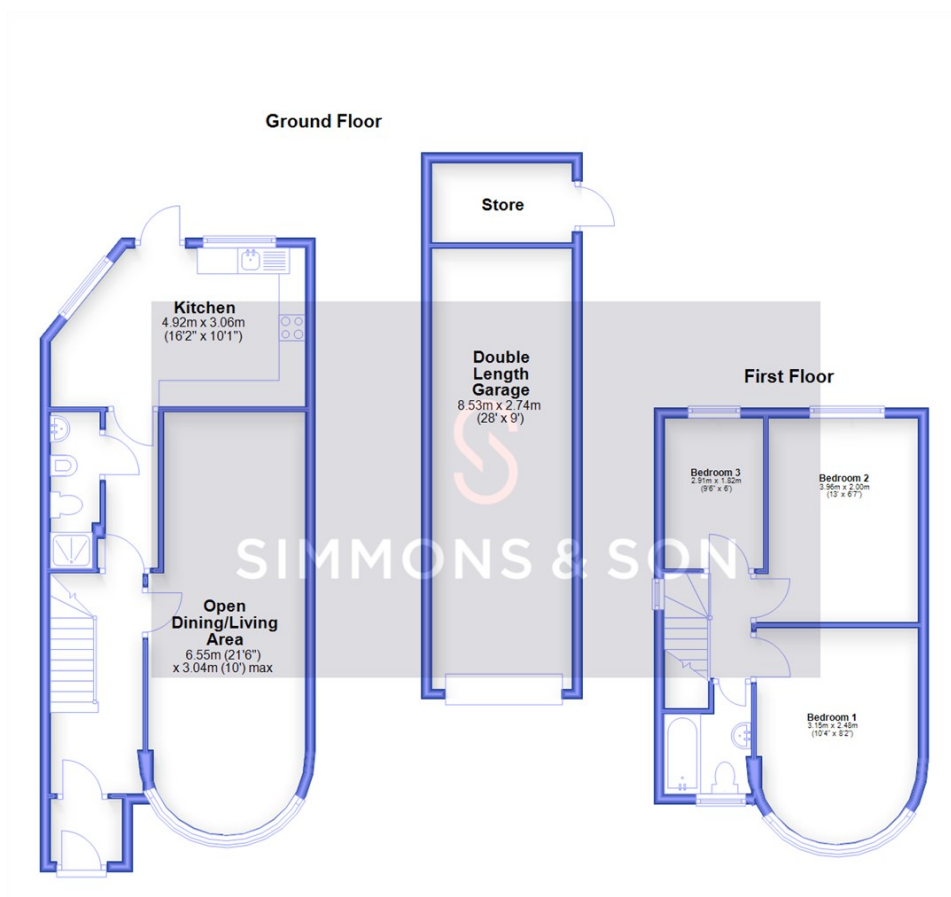 Ground Floor
Store
Kitchen
4.92m x 3.06m
(16'2" x 10'1")
Double
Length
Garage
8.53m x 2.74m
(28' x 9')
First Floor
Bedroom 3
2.91m x 1.82m
(9'6" x 6')
Bedroom 2
3.96m x 2.00m
(13' x 6'7")
SIMMONS & SON
Open
Dining/Living
Area
6.55m (21'6")
x 3.04m (10') max
Bedroom 1
3.15m x 2.48m
(10'4" x 8'2")